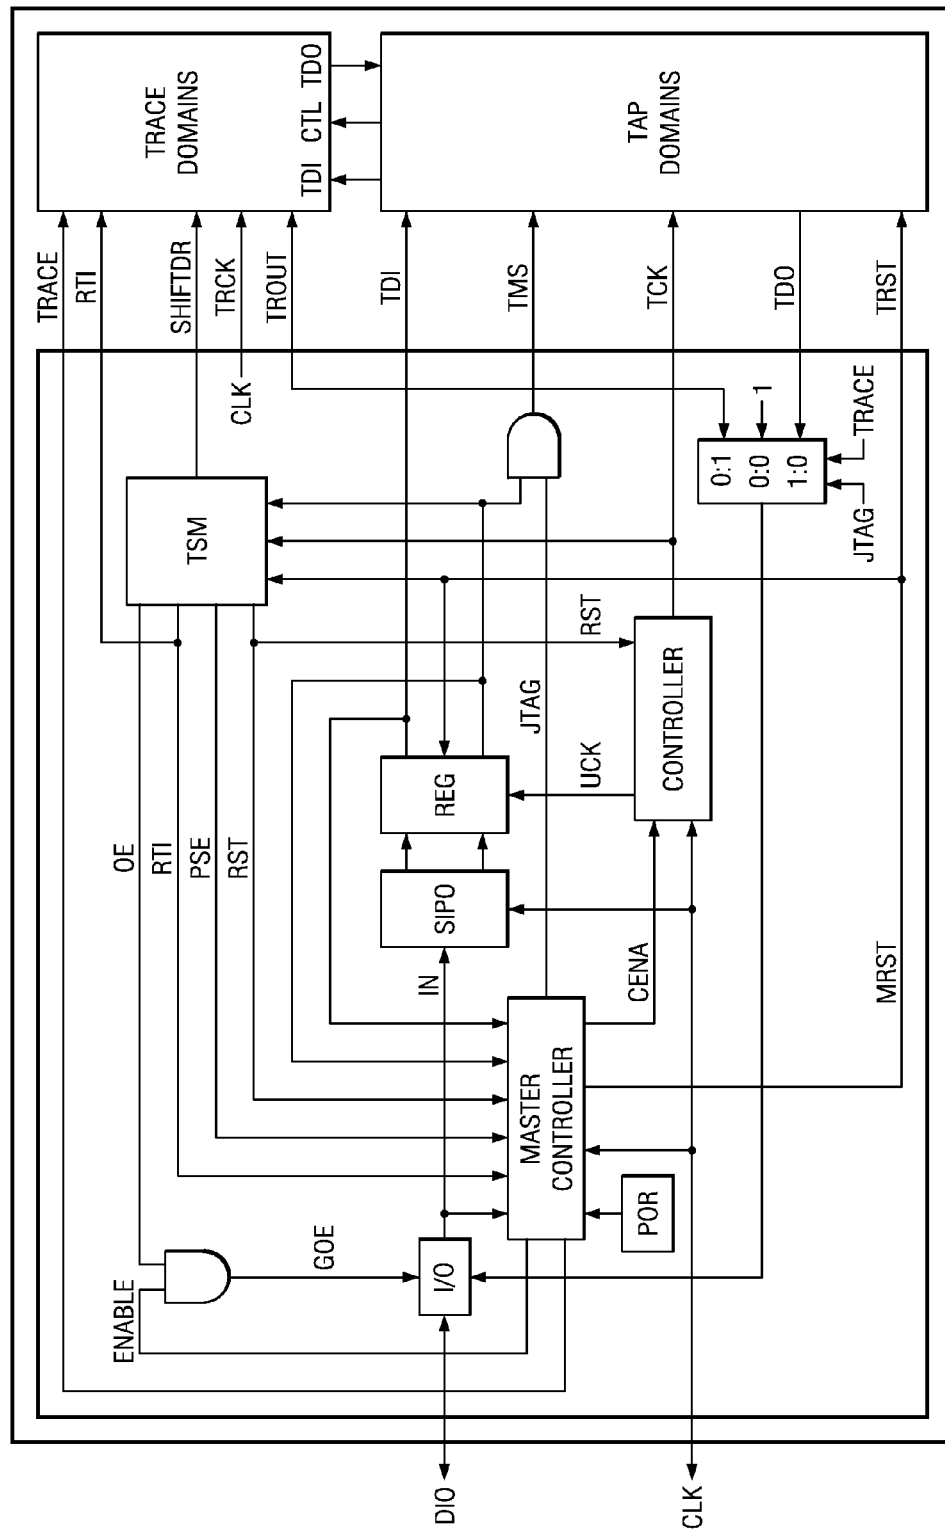 DIO
CLK
ENABLE
GOE
I/O
POR
MASTER
CONTROLLER
OE
RTI
PSE
RST
IN
SIPO
REG
UCK
CENA
CONTROLLER
RST
MRST
JTAG
TSM
CLK
0:1
0:0
1:0
1
JTAG
TRACE
TRACE
RTI
SHIFTDR
TRCK
TROUT
TDI
TMS
TCK
TDO
TRST
TRACE
DOMAINS
TDI
CTL
TDO
TAP
DOMAINS